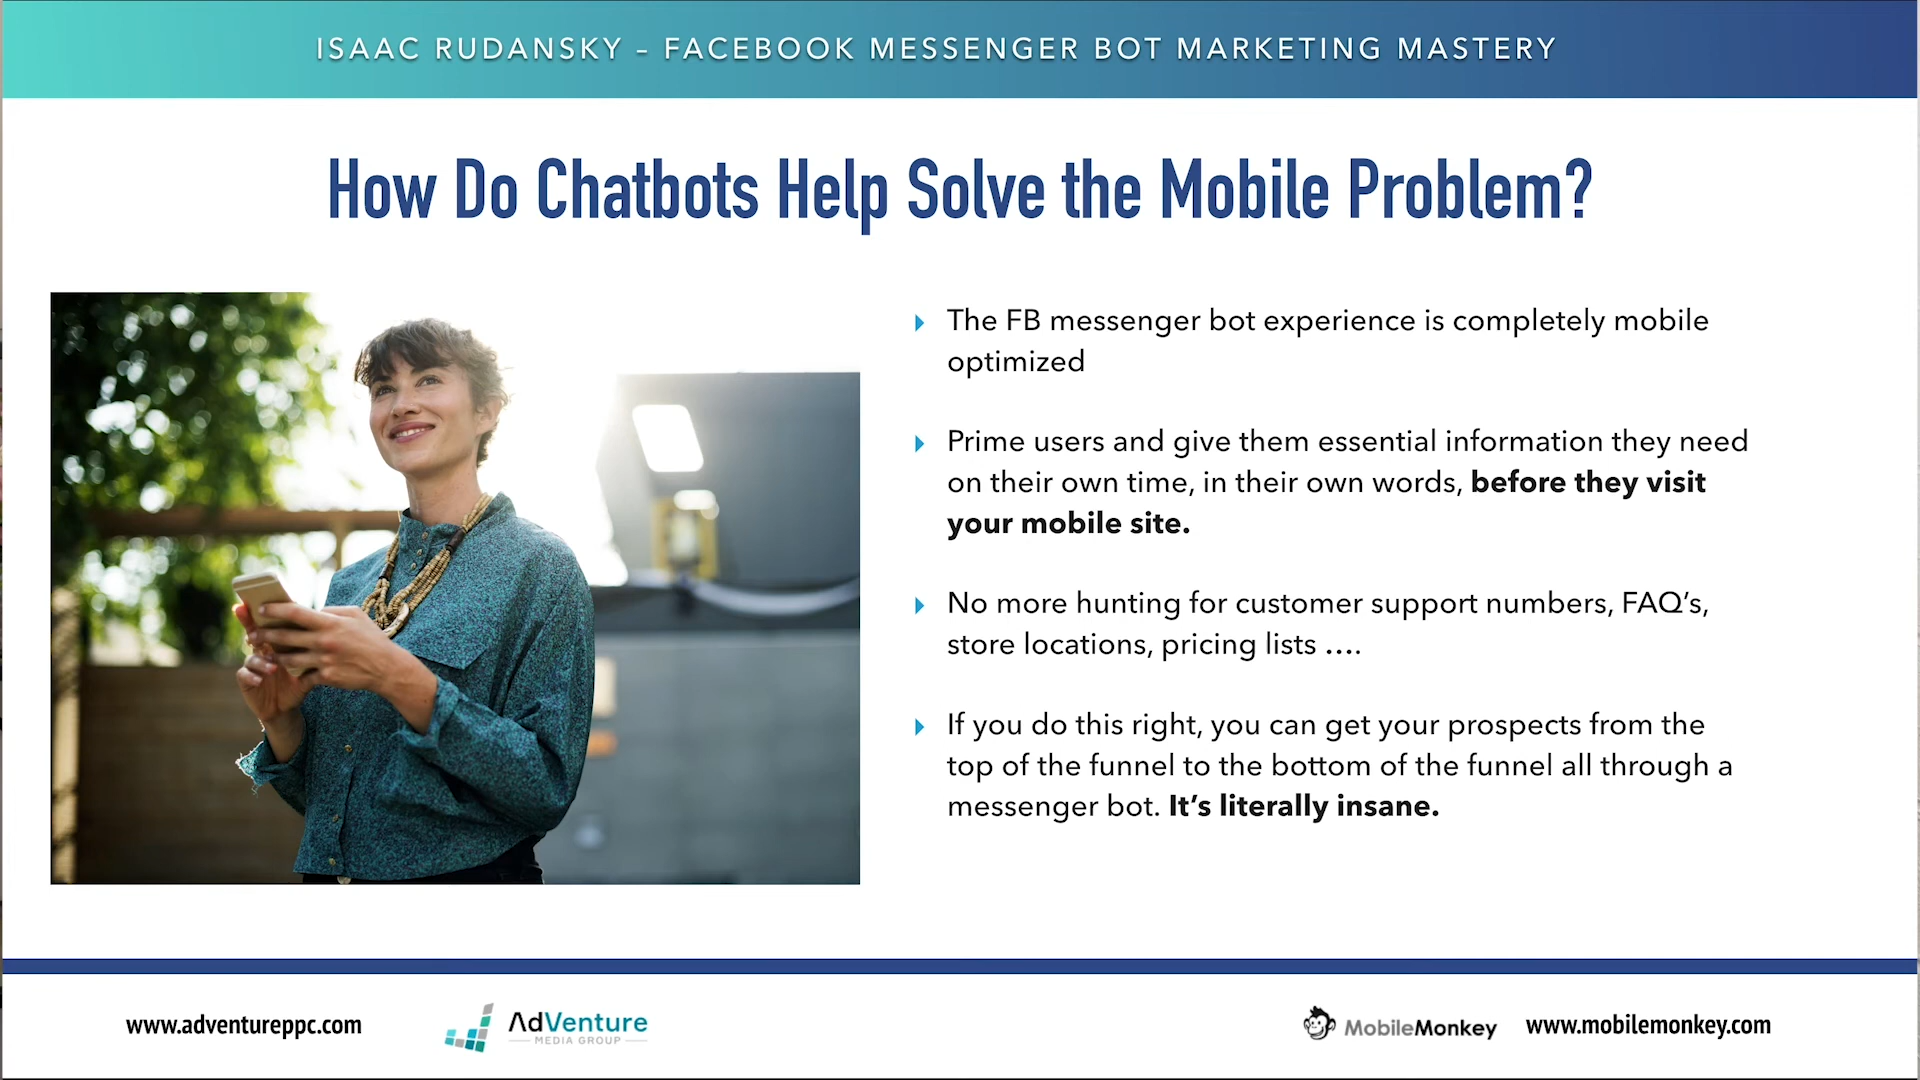 ISAAC RUDANSKY – FACEBOOK MESSENGER BOT MARKETING MASTERY
How Do Chatbots Help Solve the Mobile Problem?
The FB messenger bot experience is completely mobile
optimized
Prime users and give them essential information they need
on their own time, in their own words, before they visit
your mobile site.
No more hunting for customer support numbers, FAQ’s,
store locations, pricing lists ….
If you do this right, you can get your prospects from the
top of the funnel to the bottom of the funnel all through a
messenger bot. It’s literally insane.
www.adventureppc.com
AdVenture
MEDIA GROUP
MobileMonkey
www.mobilemonkey.com